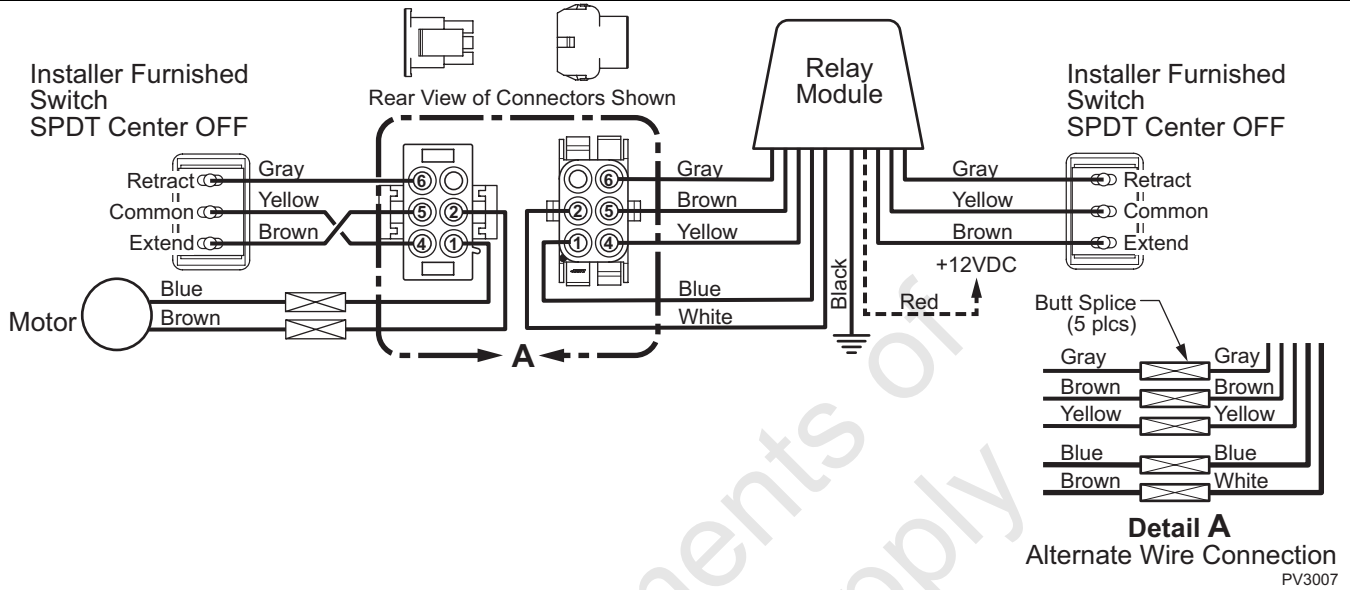 Installer Furnished
Switch
SPDT Center OFF
Rear View of Connectors Shown
Relay
Module
Installer Furnished
Switch
SPDT Center OFF
Retract
Common
Extend
Gray
Yellow
Brown
6
5
2
4
1
6
2
5
1
4
Gray
Brown
Yellow
Blue
White
Black
Red
+12VDC
Gray
Yellow
Brown
Retract
Common
Extend
Motor
Blue
Brown
A
Butt Splice
(5 plcs)
Gray Gray
Brown Brown
Yellow Yellow
Blue Blue
Brown White
Detail A
Alternate Wire Connection
PV3007